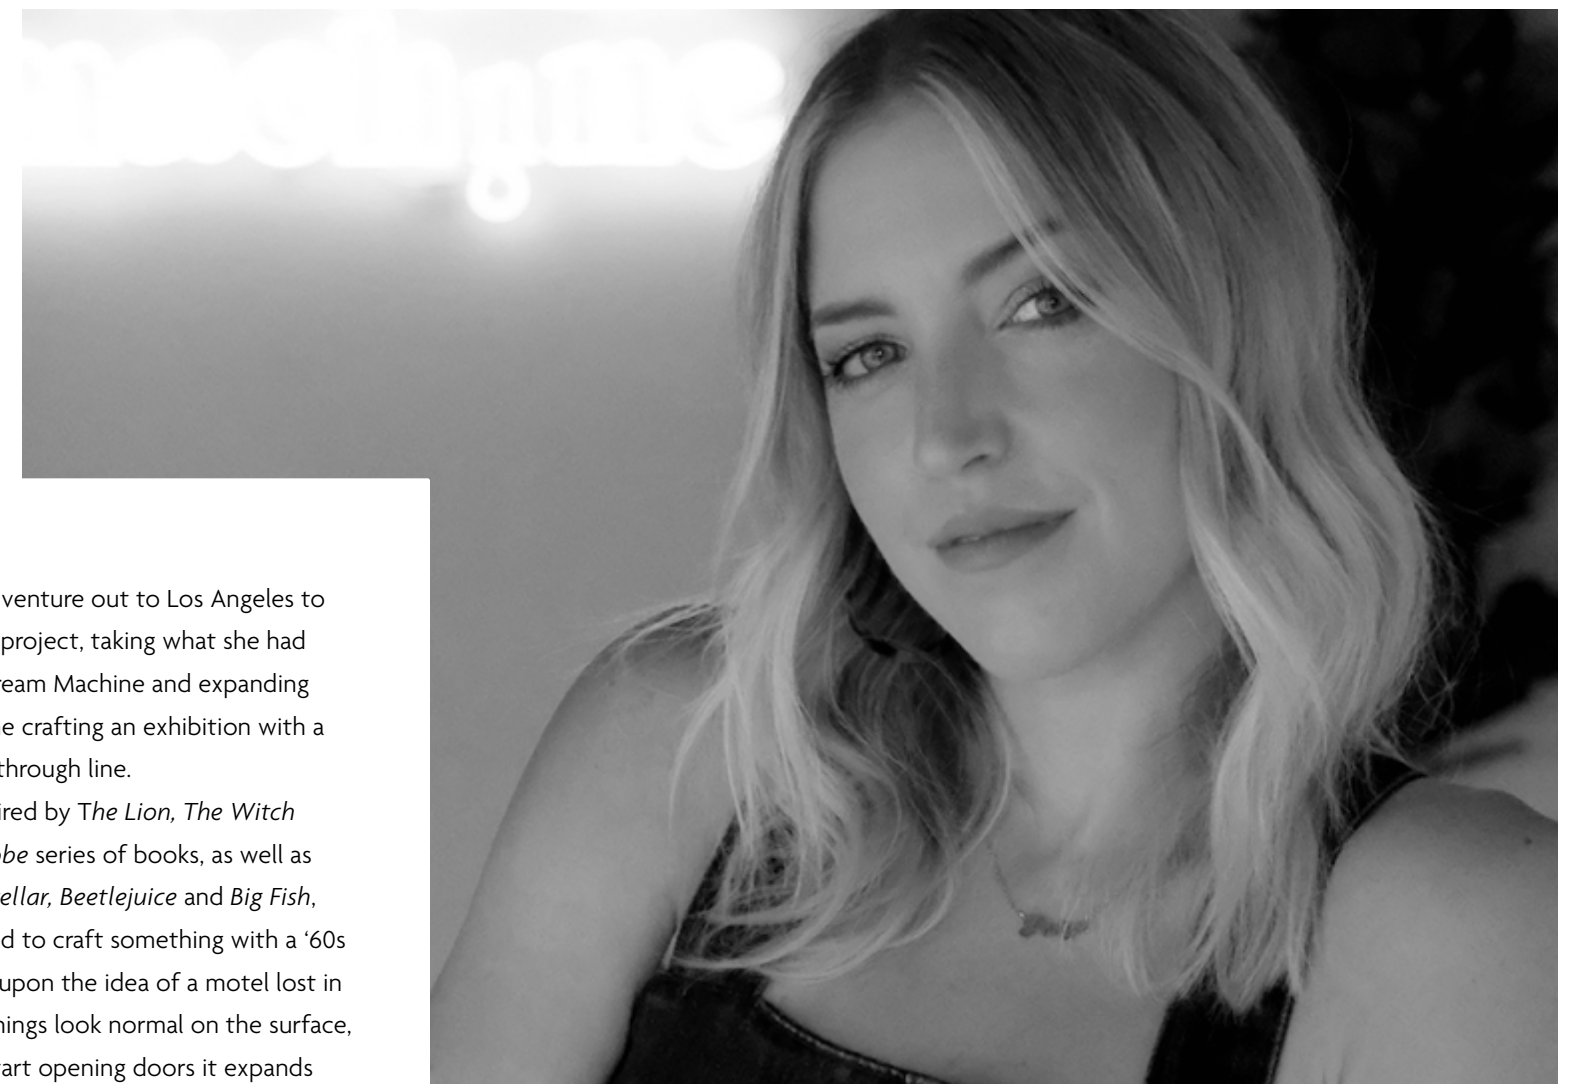 venture out to Los Angeles to
project, taking what she had
ream Machine and expanding
e crafting an exhibition with a
through line.
ired by The Lion, The Witch
obe series of books, as well as
tellar, Beetlejuice and Big Fish,
d to craft something with a ‘60s
upon the idea of a motel lost in
hings look normal on the surface,
tart opening doors it expands